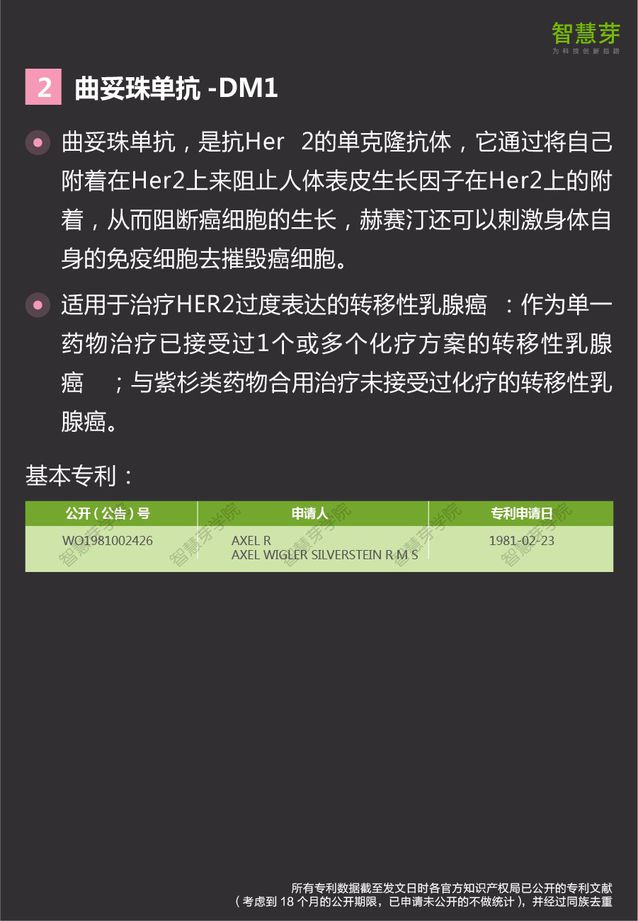 智慧芽
为科技创新指路
2 曲妥珠单抗 -DM1
曲妥珠单抗，是抗Her 2的单克隆抗体，它通过将自己
附着在Her2上来阻止人体表皮生长因子在Her2上的附
着，从而阻断癌细胞的生长，赫赛汀还可以刺激身体自
身的免疫细胞去摧毁癌细胞。
适用于治疗HER2过度表达的转移性乳腺癌 ：作为单一
药物治疗已接受过1个或多个化疗方案的转移性乳腺
癌 ；与紫杉类药物合用治疗未接受过化疗的转移性乳
腺癌。
基本专利：
公开（公告）号 申请人 专利申请日
WO1981002426 AXEL R 1981-02-23
AXEL WIGLER SILVERSTEIN R M S
智慧芽学院 智慧芽学院 智慧芽学院 智慧芽学院 智慧芽学院
所有专利数据截至发文日时各官方知识产权局已公开的专利文献
（考虑到 18 个月的公开期限，已申请未公开的不做统计），并经过同族去重